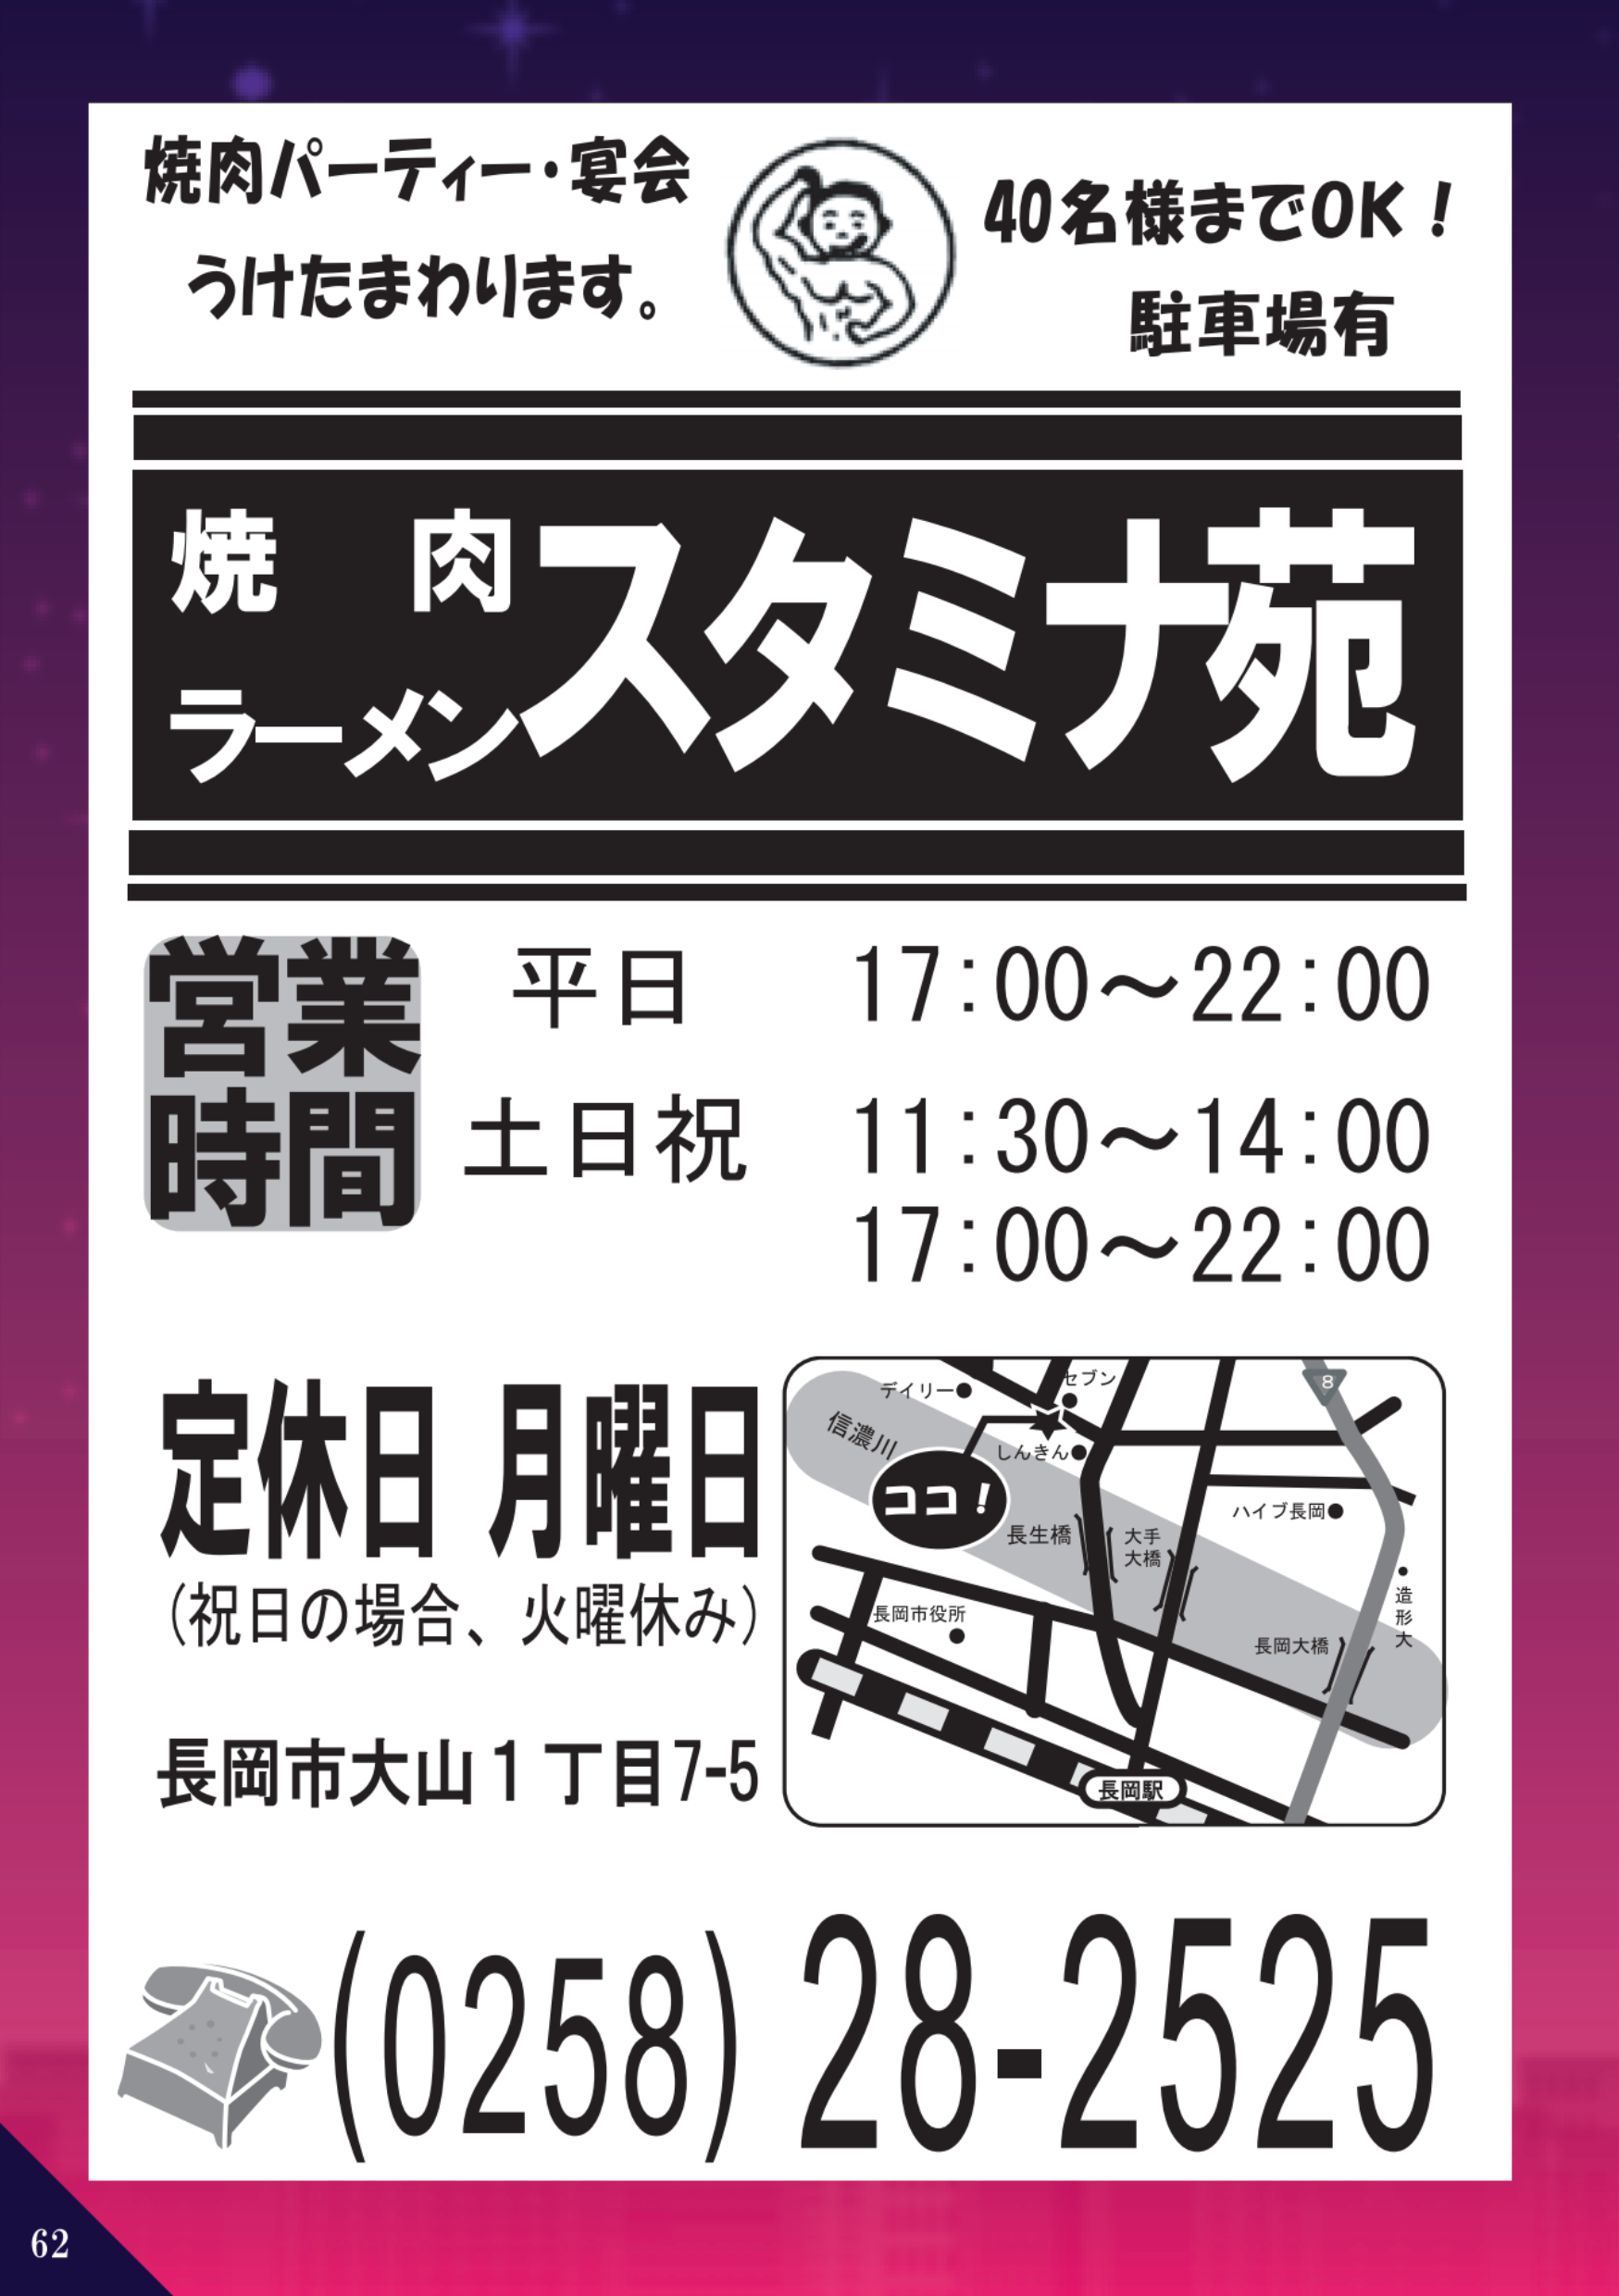 焼肉パーティー・宴会
うけたまわります。
40名様までOK！
駐車場有
焼 肉
ラーメン
スタミナ苑
営業
時間
平日 17:00～22:00
土日祝 11:30～14:00
17:00～22:00
定休日 月曜日
(祝日の場合、火曜休み)
長岡市大山1丁目7-5
デイリー
セブン
8
信濃川
しんきん
ココ！
ハイブ長岡
長生橋
大手
大橋
造形大
長岡市役所
長岡大橋
長岡駅
(0258) 28-2525
62